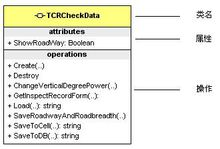 TCRCheckData
类名
attributes
属性
+ ShowRoadWay: Boolean
operations
操作
+ Create(..)
+ Destroy
+ ChangeVerticalDegreePower(..)
+ GetInspectRecordForm(..)
+ Load(..): string
+ SaveRoadwayAndRoadbreadth(..)
+ SaveToCell(..): string
+ SaveToDB(..): string